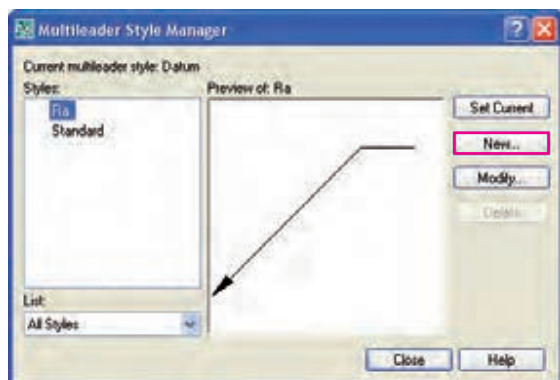 Multileader Style Manager
Current multileader style: Datum
Styles:
Preview of: Ra
Ra
Standard
Set Current
New...
Modify...
Delete
List:
All Styles
Close
Help